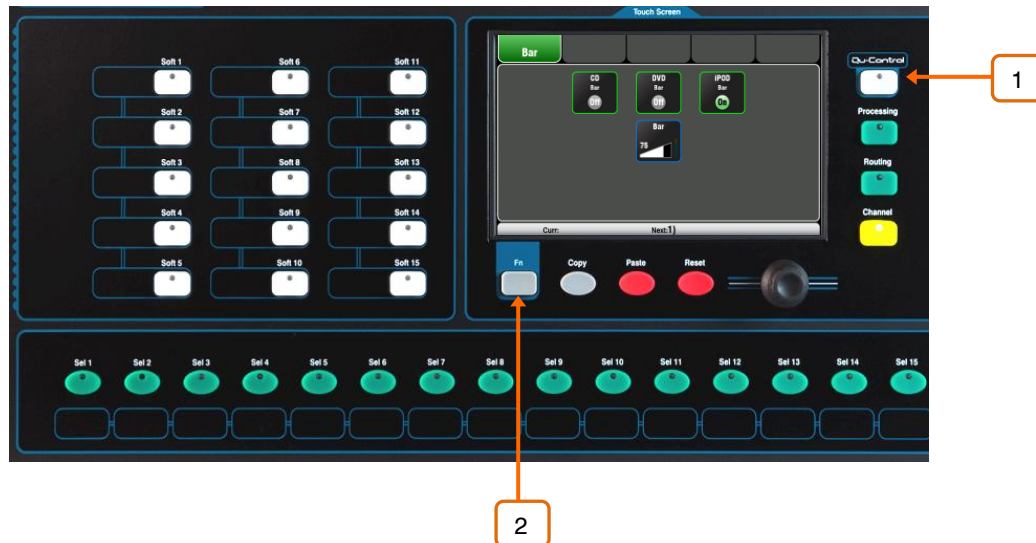 Touch Screen
Soft 1
Soft 6
Soft 11
Soft 2
Soft 7
Soft 12
Soft 3
Soft 8
Soft 13
Soft 4
Soft 9
Soft 14
Soft 5
Soft 10
Soft 15
Bar
CD
Bar
Off
DVD
Bar
Off
iPOD
Bar
On
Bar
75
Curr: Next:1)
Qu-Control
1
Processing
Routing
Channel
Fn Copy Paste Reset
Sel 1 Sel 2 Sel 3 Sel 4 Sel 5 Sel 6 Sel 7 Sel 8 Sel 9 Sel 10 Sel 11 Sel 12 Sel 13 Sel 14 Sel 15
2